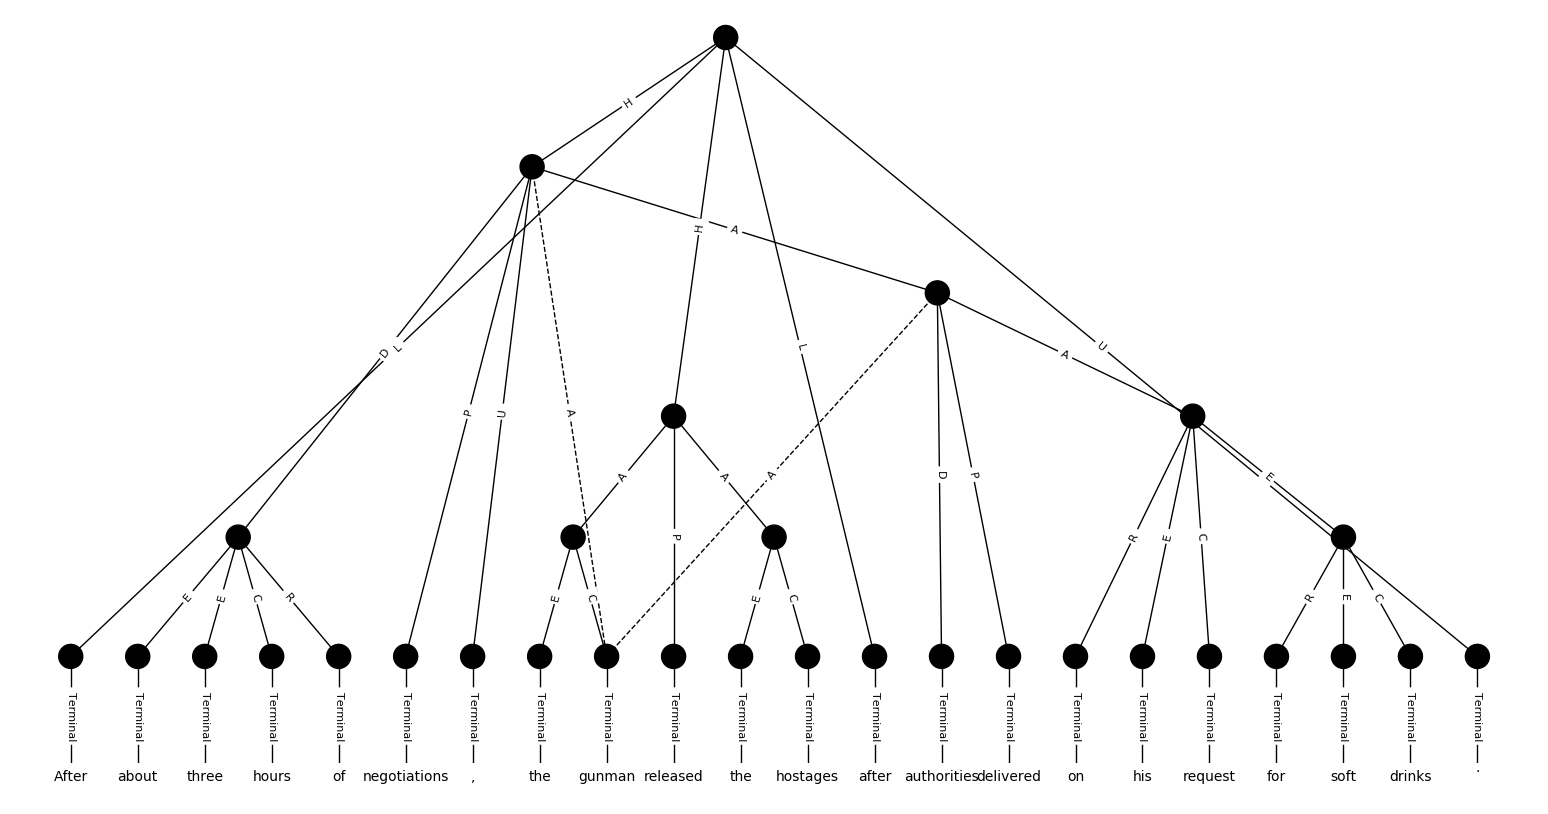 H
H A
D L A U
P U A L
A A A D P E
P R E C
E E C R E C E C R E C
Terminal Terminal Terminal Terminal Terminal Terminal Terminal Terminal Terminal Terminal Terminal Terminal Terminal Terminal Terminal Terminal Terminal Terminal Terminal Terminal Terminal Terminal
After about three hours of negotiations , the gunman released the hostages after authorities delivered on his request for soft drinks .